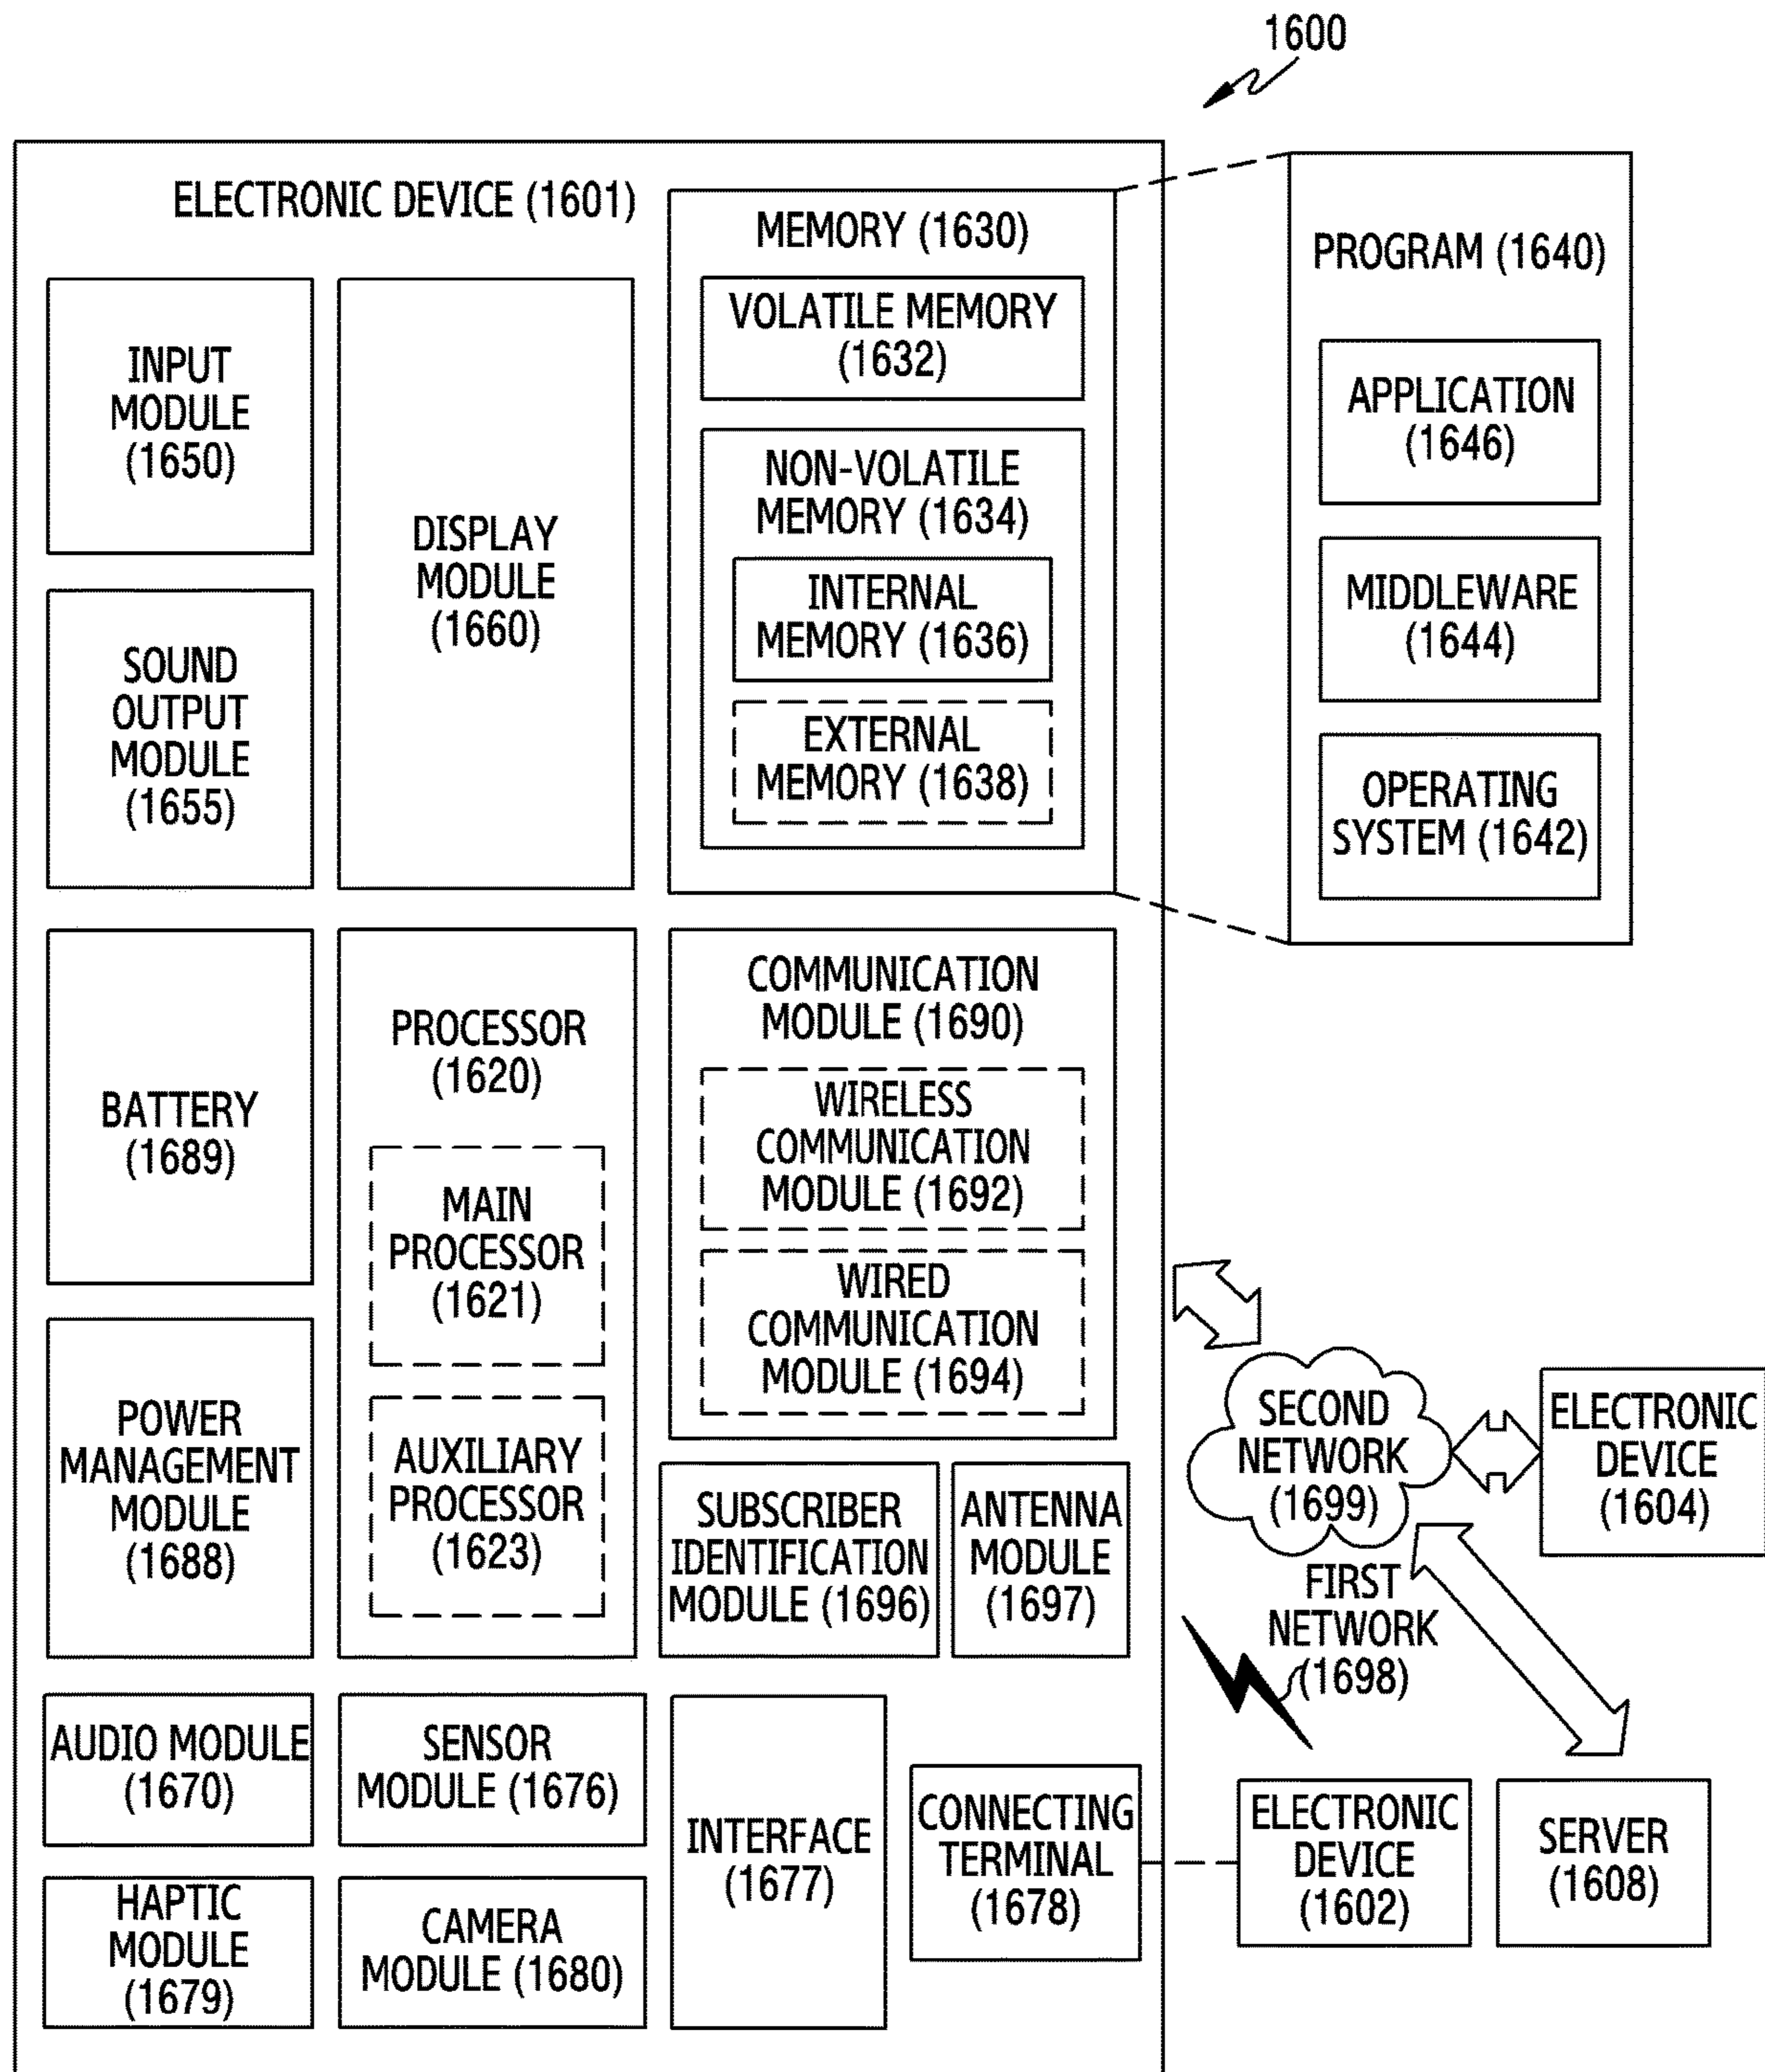 1600
ELECTRONIC DEVICE (1601)
INPUT
MODULE
(1650)
SOUND
OUTPUT
MODULE
(1655)
DISPLAY
MODULE
(1660)
MEMORY (1630)
VOLATILE MEMORY
(1632)
NON-VOLATILE
MEMORY (1634)
INTERNAL
MEMORY (1636)
EXTERNAL
MEMORY (1638)
PROGRAM (1640)
APPLICATION
(1646)
MIDDLEWARE
(1644)
OPERATING
SYSTEM (1642)
BATTERY
(1689)
POWER
MANAGEMENT
MODULE
(1688)
PROCESSOR
(1620)
MAIN
PROCESSOR
(1621)
AUXILIARY
PROCESSOR
(1623)
COMMUNICATION
MODULE (1690)
WIRELESS
COMMUNICATION
MODULE (1692)
WIRED
COMMUNICATION
MODULE (1694)
SUBSCRIBER
IDENTIFICATION
MODULE (1696)
ANTENNA
MODULE
(1697)
SECOND
NETWORK
(1699)
ELECTRONIC
DEVICE
(1604)
FIRST
NETWORK
(1698)
AUDIO MODULE
(1670)
SENSOR
MODULE (1676)
HAPTIC
MODULE
(1679)
CAMERA
MODULE (1680)
INTERFACE
(1677)
CONNECTING
TERMINAL
(1678)
ELECTRONIC
DEVICE
(1602)
SERVER
(1608)